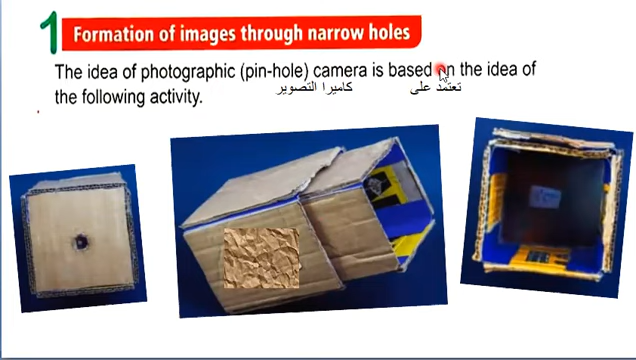 1 Formation of images through narrow holes
The idea of photographic (pin-hole) camera is based on the idea of
كاميرا التصوير تعتمد على
the following activity.